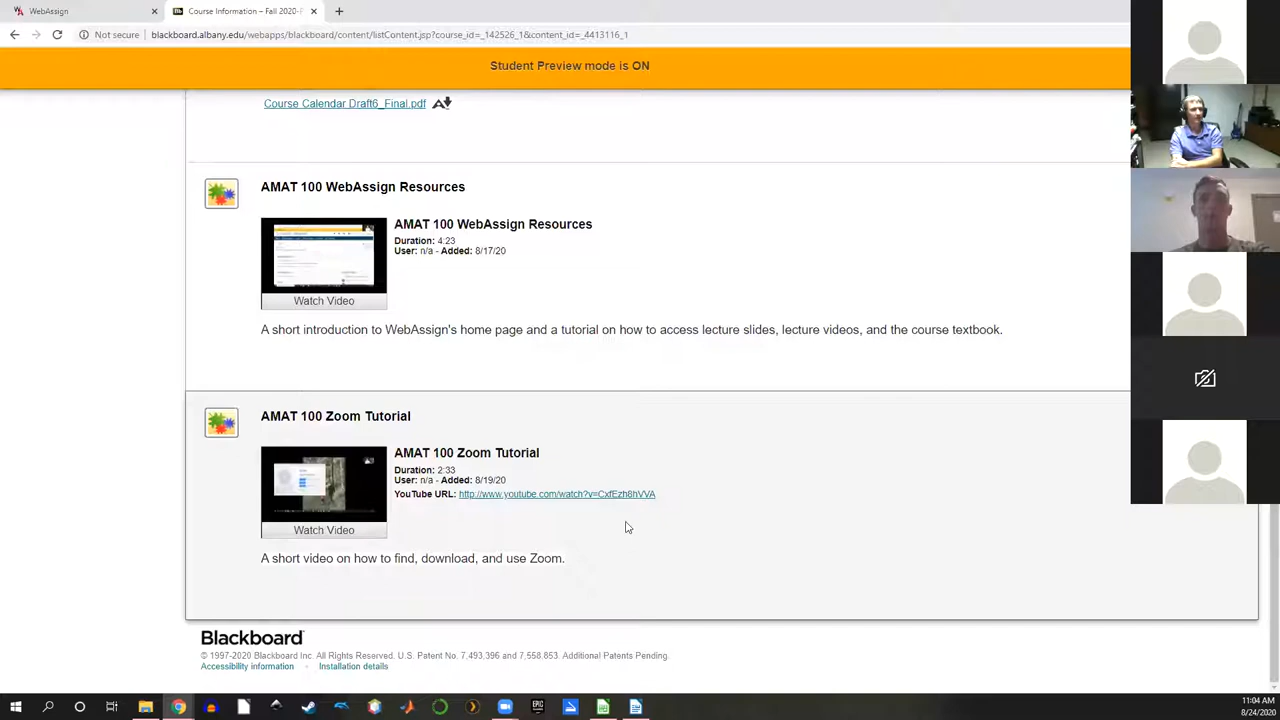 WebAssign
Course Information – Fall 2020-F
Not secure
blackboard.albany.edu/webapps/blackboard/content/listContent.jsp?course_id=_142526_1&content_id=_4413116_1
Student Preview mode is ON
Course Calendar Draft6_Final.pdf
AMAT 100 WebAssign Resources
AMAT 100 WebAssign Resources
Duration: 4:23
User: n/a - Added: 8/17/20
Watch Video
A short introduction to WebAssign's home page and a tutorial on how to access lecture slides, lecture videos, and the course textbook.
AMAT 100 Zoom Tutorial
AMAT 100 Zoom Tutorial
Duration: 2:33
User: n/a - Added: 8/19/20
YouTube URL: http://www.youtube.com/watch?v=CxfEzh8hVVA
Watch Video
A short video on how to find, download, and use Zoom.
Blackboard
© 1997-2020 Blackboard Inc. All Rights Reserved. U.S. Patent No. 7,493,396 and 7,558,853. Additional Patents Pending.
Accessibility information - Installation details
EPIC
11:04 AM
8/24/2020